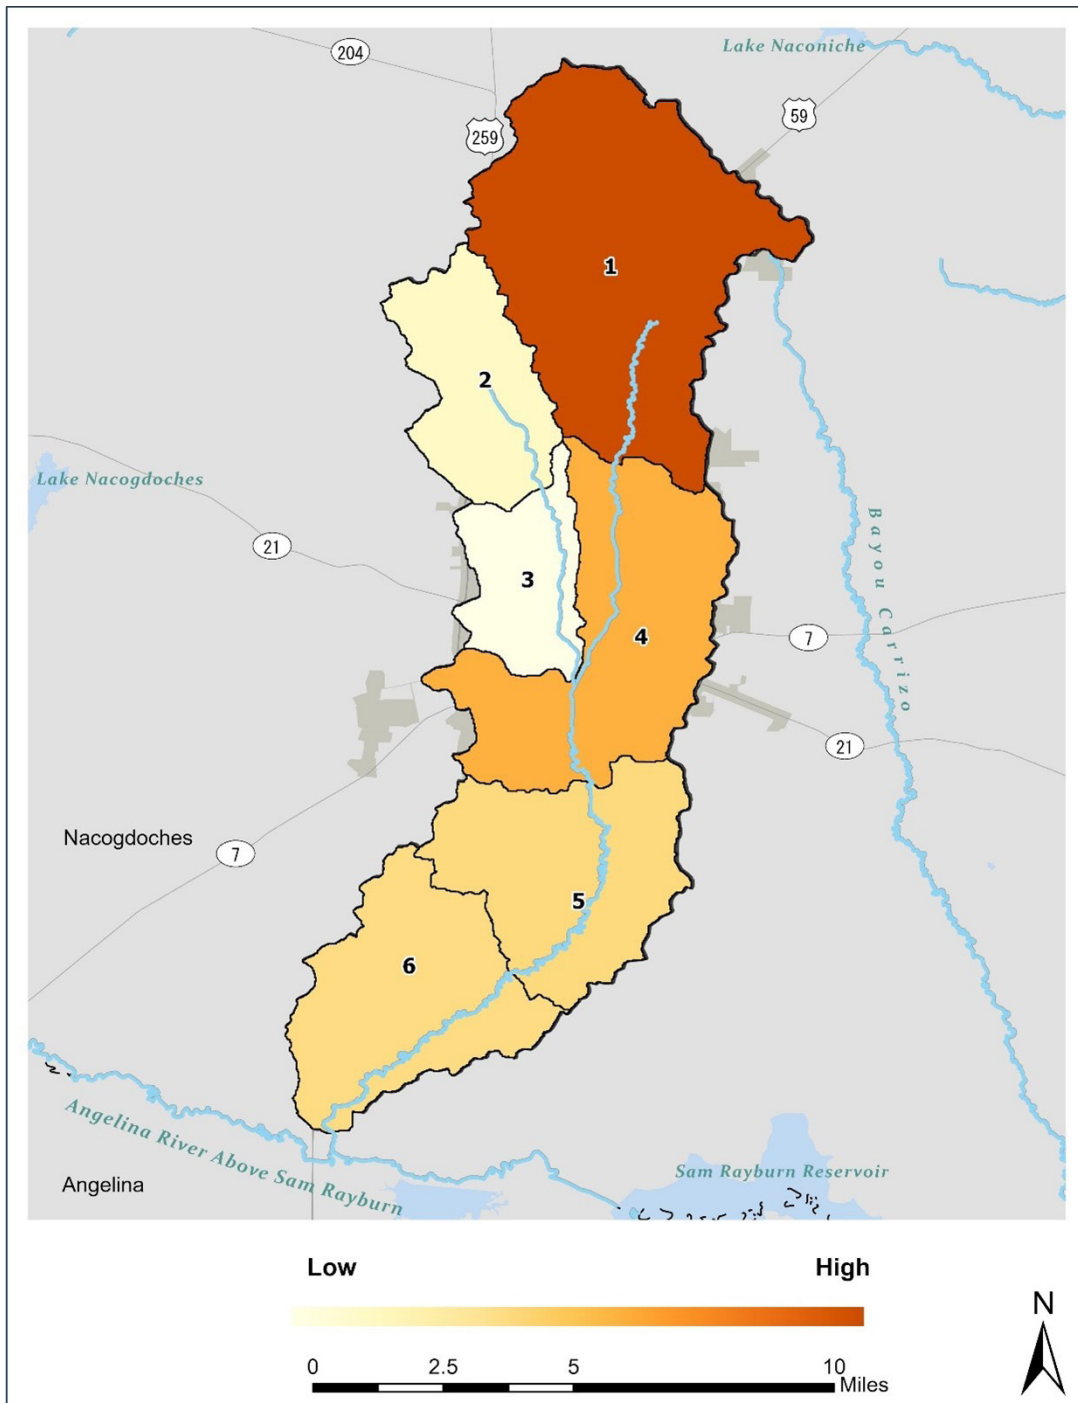 Lake Naconiche
204
59
259
1
2
Lake Nacogdoches
Bayou Carrizo
21
3
4
7
21
Nacogdoches
7
5
6
Angelina River Above Sam Rayburn
Sam Rayburn Reservoir
Angelina
Low High
N
0 2.5 5 10
Miles